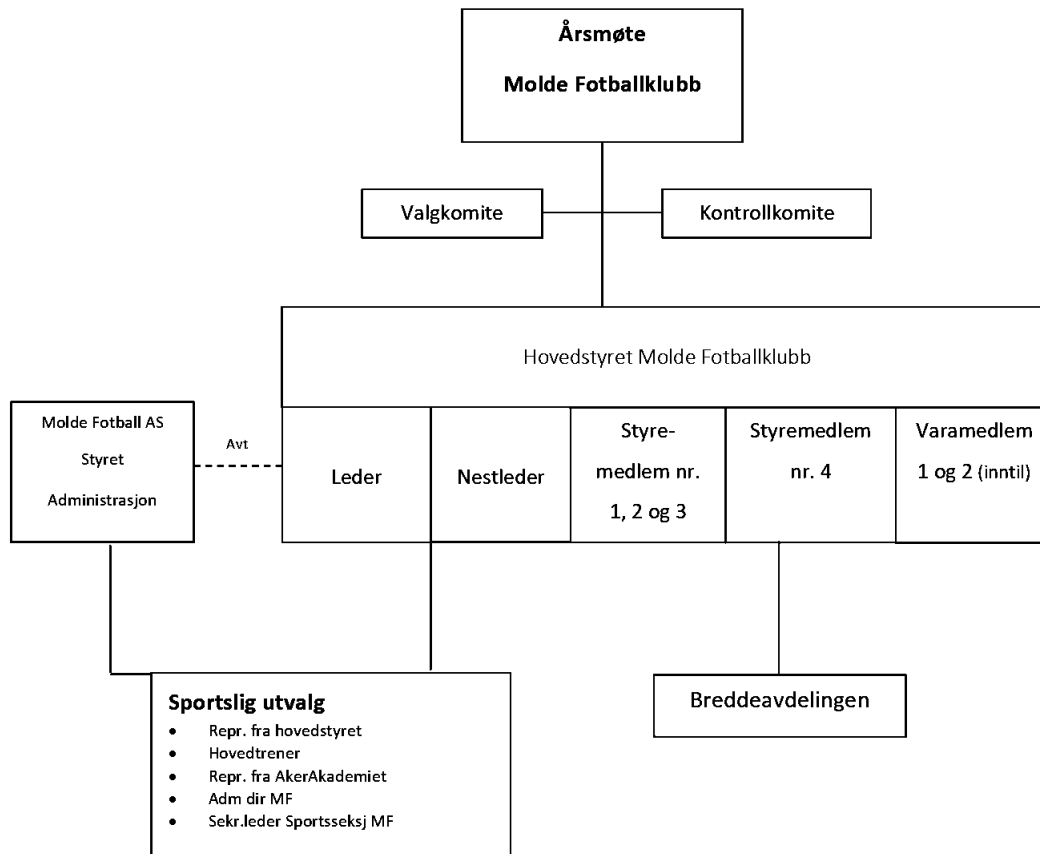 Årsmøte
Molde Fotballklubb
Valgkomite
Kontrollkomite
Hovedstyret Molde Fotballklubb
Molde Fotball AS
Styret
Administrasjon
Avt
Leder
Nestleder
Styre-
medlem nr.
1, 2 og 3
Styremedlem
nr. 4
Varamedlem
1 og 2 (inntil)
Sportslig utvalg
• Repr. fra hovedstyret
• Hovedtrener
• Repr. fra AkerAkademiet
• Adm dir MF
• Sekr.leder Sportsseksj MF
Breddeavdelingen